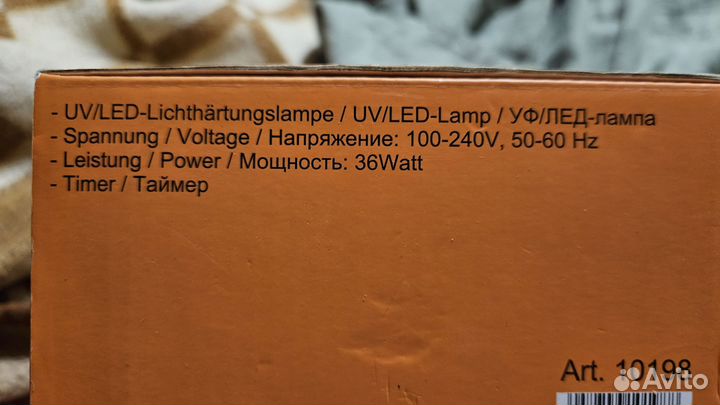 - UV/LED-Lichthärtungslampe / UV/LED-Lamp / УФ/ЛЕД-лампа
- Spannung / Voltage / Напряжение: 100-240V, 50-60 Hz
- Leistung / Power / Мощность: 36Watt
- Timer / Таймер
Art. 10198
Avito